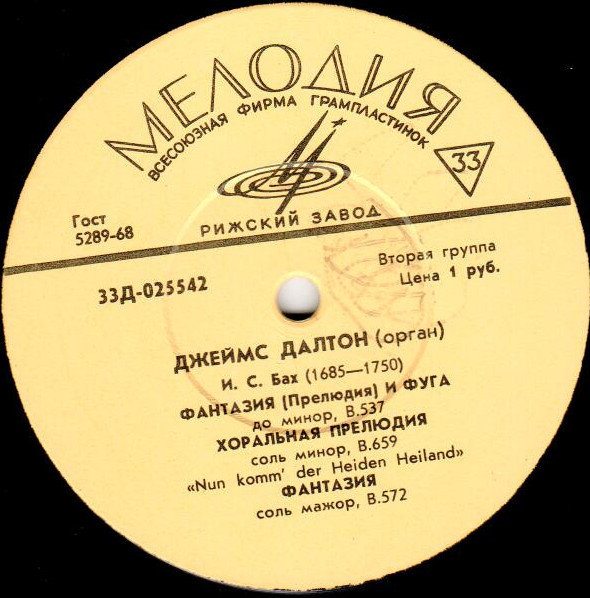 МЕЛОДИЯ
ВСЕСОЮЗНАЯ ФИРМА ГРАМПЛАСТИНОК
33
Гост
5289-68
РИЖСКИЙ ЗАВОД
33Д-025542
Вторая группа
Цена 1 руб.
ДЖЕЙМС ДАЛТОН (орган)
И. С. Бах (1685—1750)
ФАНТАЗИЯ (Прелюдия) И ФУГА
до минор, В.537
ХОРАЛЬНАЯ ПРЕЛЮДИЯ
соль минор, В.659
«Nun komm' der Heiden Heiland»
ФАНТАЗИЯ
соль мажор, В.572